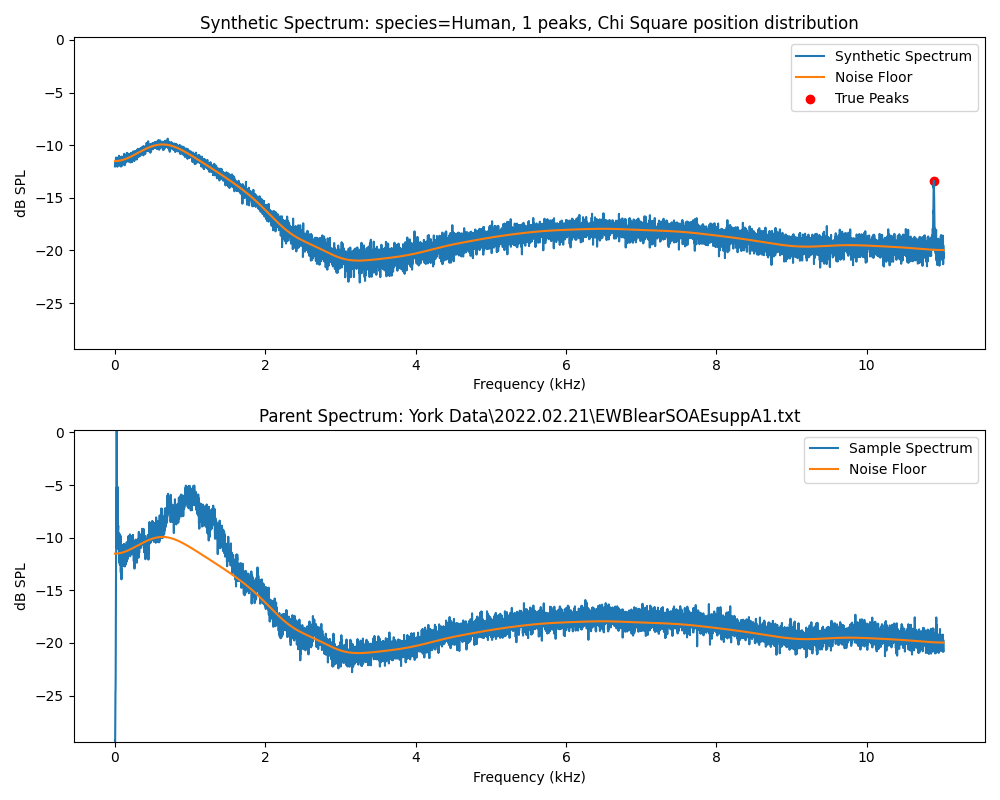 Synthetic Spectrum: species=Human, 1 peaks, Chi Square position distribution
0
−5
−10
−15
−20
−25
dB SPL
Synthetic Spectrum
Noise Floor
True Peaks
0 2 4 6 8 10
Frequency (kHz)
Parent Spectrum: York Data\2022.02.21\EWBlearSOAEsuppA1.txt
0
−5
−10
−15
−20
−25
dB SPL
Sample Spectrum
Noise Floor
0 2 4 6 8 10
Frequency (kHz)